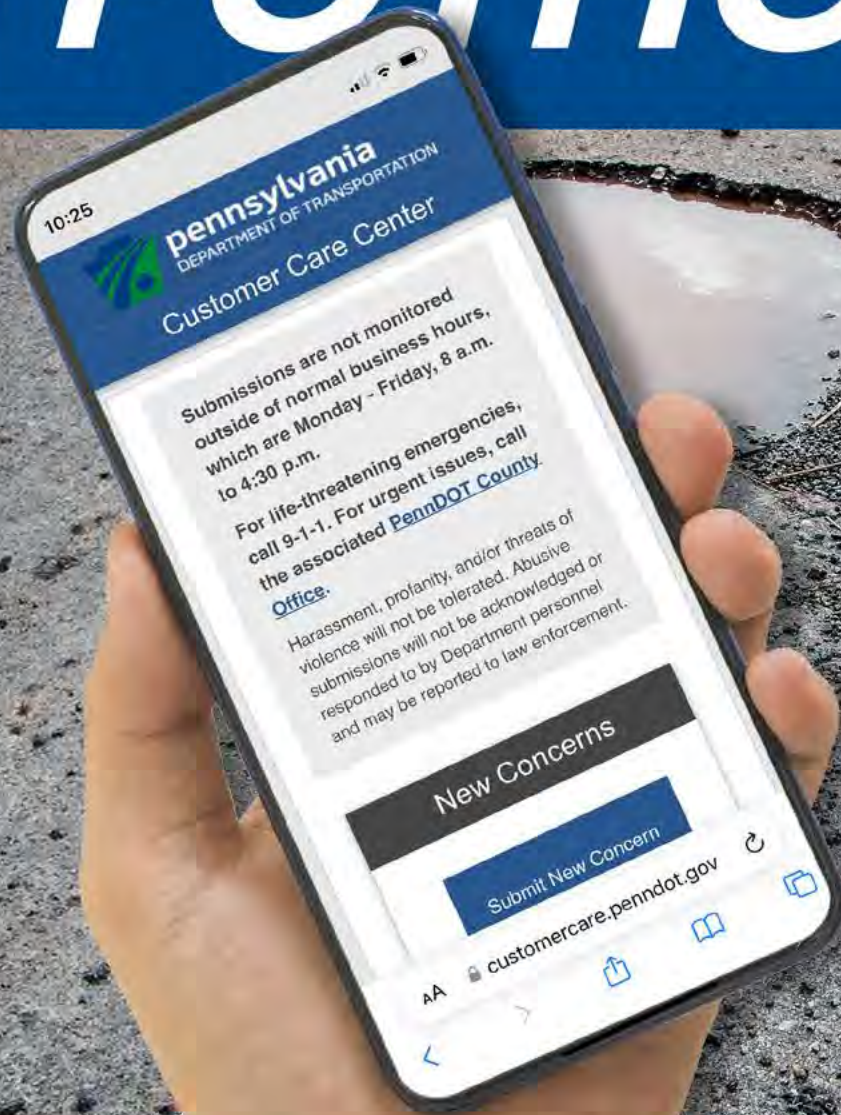 10:25
pennsylvania
DEPARTMENT OF TRANSPORTATION
Customer Care Center
Submissions are not monitored
outside of normal business hours,
which are Monday - Friday, 8 a.m.
to 4:30 p.m.
For life-threatening emergencies,
call 9-1-1. For urgent issues, call
the associated PennDOT County
Office.
Harassment, profanity, and/or threats of
violence will not be tolerated. Abusive
submissions will not be acknowledged or
responded to by Department personnel
and may be reported to law enforcement.
New Concerns
Submit New Concern
AA customercare.penndot.gov